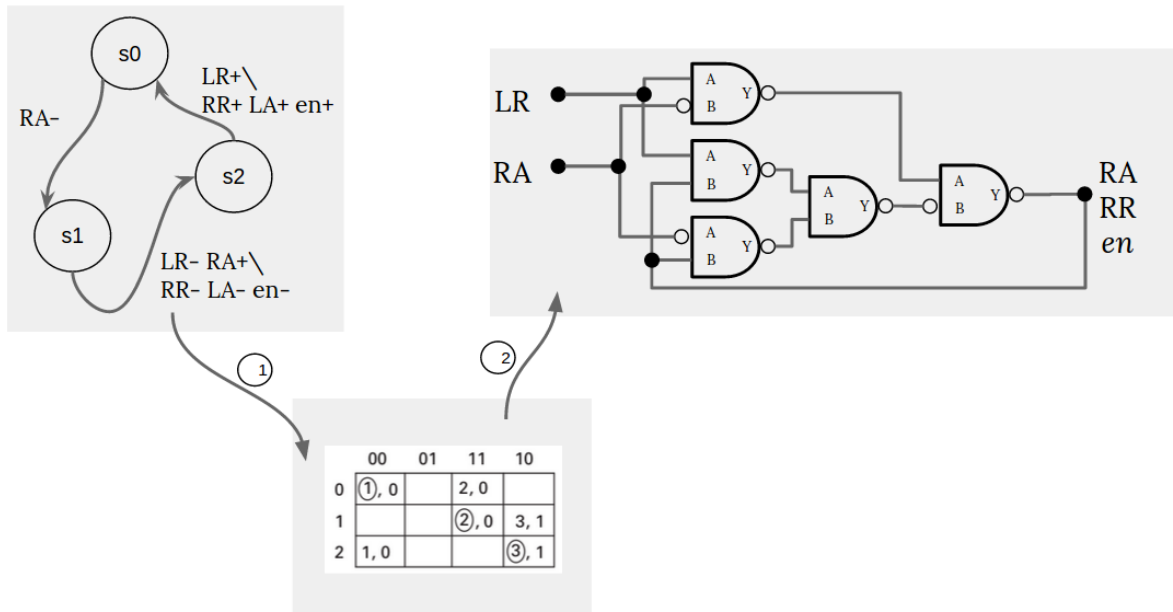 s0
LR+\
RR+ LA+ en+
RA-
s2
s1
LR- RA+\
RR- LA- en-
1
2
LR
RA
A
B
Y
A
B
Y
A
B
Y
A
B
Y
A
B
Y
RA
RR
en
00 01 11 10
0 1, 0 2, 0
1 2, 0 3, 1
2 1, 0 3, 1